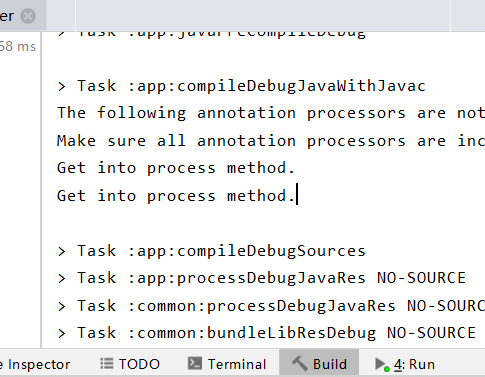 er
68 ms
> Task :app:javaPreCompileDebug
> Task :app:compileDebugJavaWithJavac
The following annotation processors are not
Make sure all annotation processors are inc
Get into process method.
Get into process method.
> Task :app:compileDebugSources
> Task :app:processDebugJavaRes NO-SOURCE
> Task :common:processDebugJavaRes NO-SOURC
> Task :common:bundleLibResDebug NO-SOURCE
e Inspector
TODO
Terminal
Build
4: Run